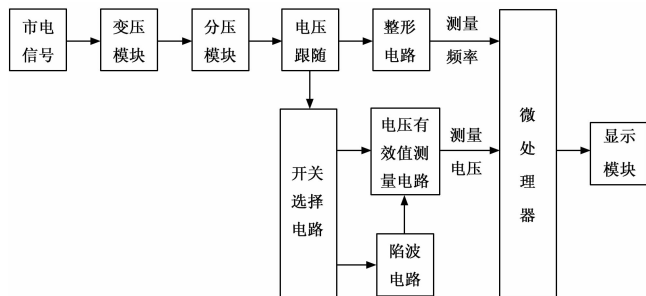 市电
信号
变压
模块
分压
模块
电压
跟随
整形
电路
测量
频率
微
处
理
器
显示
模块
开关
选择
电路
电压有
效值测
量电路
测量
电压
陷波
电路